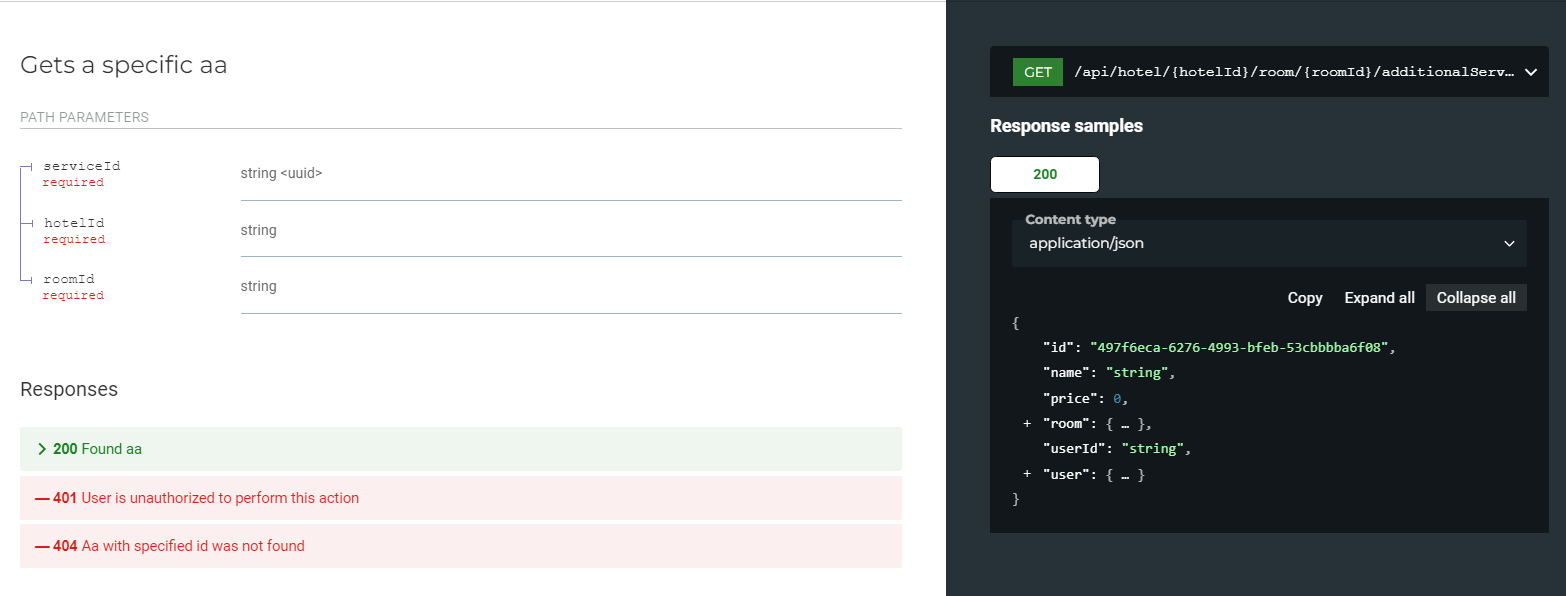 Gets a specific aa
PATH PARAMETERS
serviceId
required
string <uuid>
hotelId
required
string
roomId
required
string
Responses
200 Found aa
401 User is unauthorized to perform this action
404 Aa with specified id was not found
GET /api/hotel/{hotelId}/room/{roomId}/additionalServ…
Response samples
200
Content type
application/json
Copy Expand all Collapse all
{
"id": "497f6eca-6276-4993-bfeb-53cbbbba6f08",
"name": "string",
"price": 0,
+ "room": { … },
"userId": "string",
+ "user": { … }
}